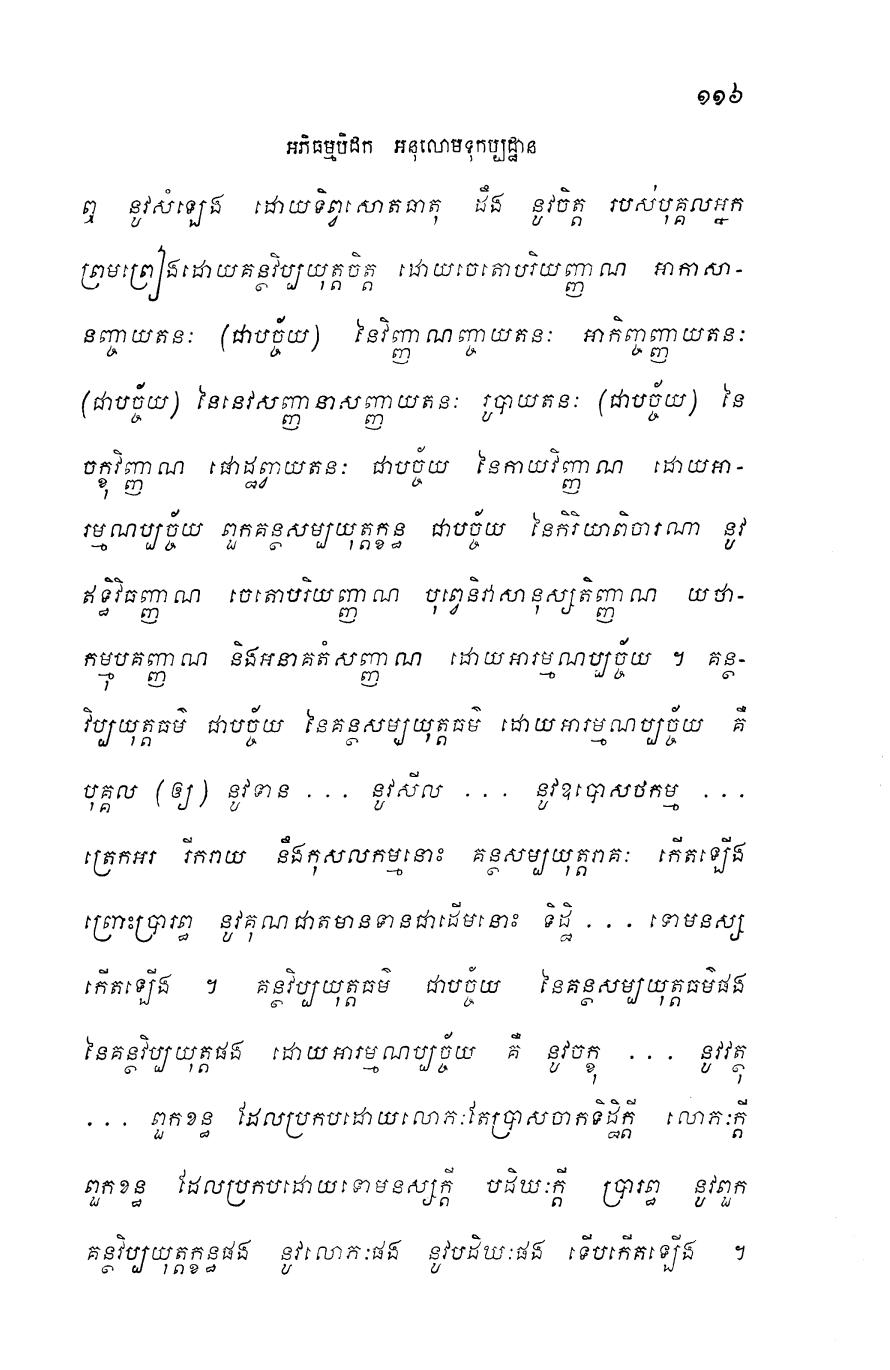 ១១៦
អភិធម្មបិដក អនុលោមទុកប្បដ្ឋាន
ឮ នូវសំឡេង ដោយទិព្វសោតធាតុ ដឹង នូវចិត្ត របស់បុគ្គលអ្នក
ព្រមព្រៀងដោយគន្ថវិប្បយុត្តចិត្ត ដោយចេតោបរិយញ្ញាណ អាកាសា-
នញ្ចាយតនៈ (ជាបច្ច័យ) នៃវិញ្ញាណញ្ចាយតនៈ អាកិញ្ចញ្ញាយតនៈ
(ជាបច្ច័យ) នៃនេវសញ្ញានាសញ្ញាយតនៈ រូបាយតនៈ (ជាបច្ច័យ) នៃ
ចក្ខុវិញ្ញាណ ផោដ្ឋព្វាយតនៈ ជាបច្ច័យ នៃកាយវិញ្ញាណ ដោយអា-
រម្មណប្បច្ច័យ ពួកគន្ថសម្បយុត្តក្ខន្ធ ជាបច្ច័យ នៃកិរិយាពិចារណា នូវ
ឥទ្ធិវិធញ្ញាណ ចេតោបរិយញ្ញាណ បុព្វេនិវាសានុស្សតិញ្ញាណ យថា-
កម្មុបគញ្ញាណ និងអនាគតំសញ្ញាណ ដោយអារម្មណប្បច្ច័យ ។ គន្ថ-
វិប្បយុត្តធម៌ ជាបច្ច័យ នៃគន្ថសម្បយុត្តធម៌ ដោយអារម្មណប្បច្ច័យ គឺ
បុគ្គល (ឲ្យ) នូវទាន ... នូវសីល ... នូវឧបោសថកម្ម ...
ត្រេកអរ រីករាយ នឹងកុសលកម្មនោះ គន្ថសម្បយុត្តរាគៈ កើតឡើង
ព្រោះប្រារព្ធ នូវគុណជាតមានទានជាដើមនោះ ទិដ្ឋិ ... ទោមនស្ស
កើតឡើង ។ គន្ថវិប្បយុត្តធម៌ ជាបច្ច័យ នៃគន្ថសម្បយុត្តធម៌ផង
នៃគន្ថវិប្បយុត្តផង ដោយអារម្មណប្បច្ច័យ គឺ នូវចក្ខុ ... នូវវត្ថុ
... ពួកខន្ធ ដែលប្រកបដោយលោភៈតែប្រាសចាកទិដ្ឋិក្តី លោភៈក្តី
ពួកខន្ធ ដែលប្រកបដោយទោមនស្សក្តី បដិឃៈក្តី ប្រារព្ធ នូវពួក
គន្ថវិប្បយុត្តក្ខន្ធផង នូវលោភៈផង នូវបដិឃៈផង ទើបកើតឡើង ។